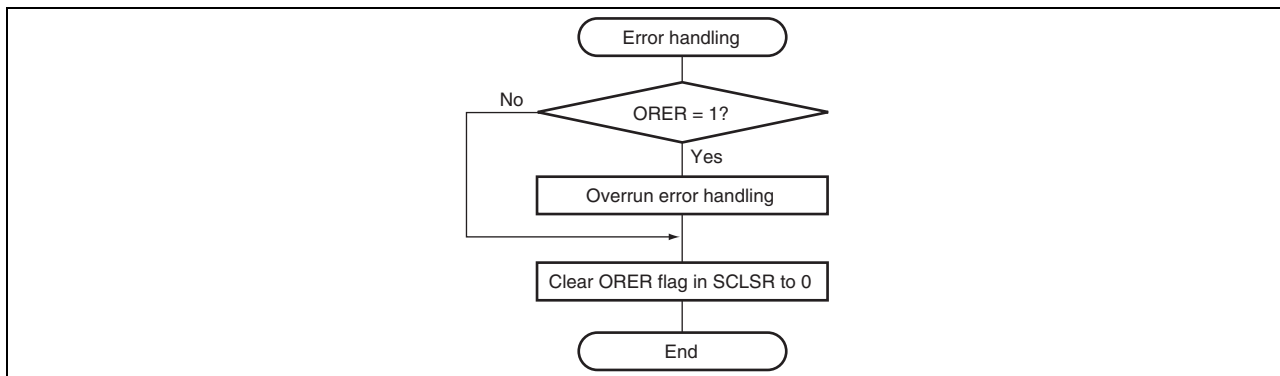 Error handling
No
ORER = 1?
Yes
Overrun error handling
Clear ORER flag in SCLSR to 0
End